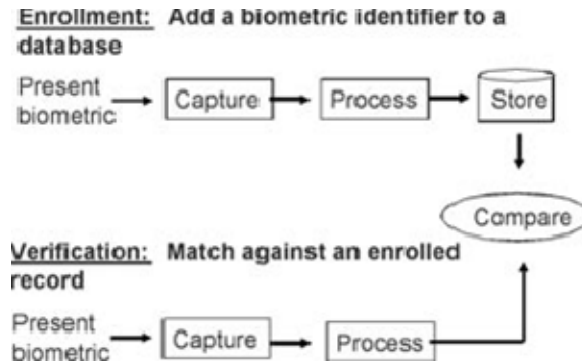 Enrollment: Add a biometric identifier to a
database
Present
biometric
Capture
Process
Store
Compare
Verification: Match against an enrolled
record
Present
biometric
Capture
Process